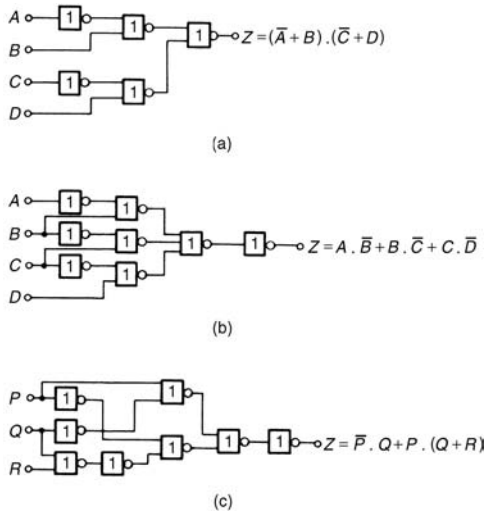 A 1 1
B 1 Z = (A̅ + B) . (C̅ + D)
C 1 1
D
(a)
A 1 1
B 1 1 1 1 Z = A . B̅ + B . C̅ + C . D̅
C 1 1
D
(b)
P 1 1
Q 1 1 1 1 Z = P̅ . Q + P . (Q + R)
R 1 1
(c)